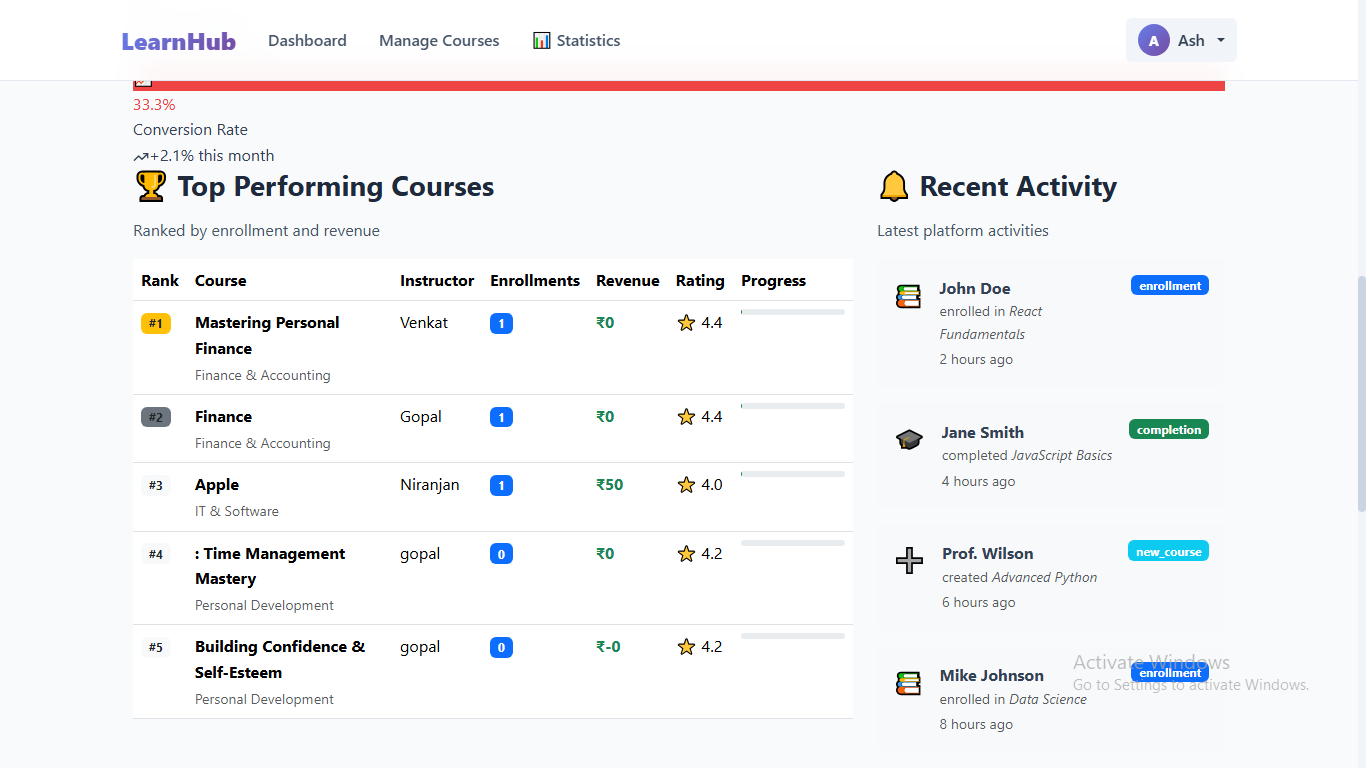 LearnHub Dashboard Manage Courses Statistics A Ash
33.3%
Conversion Rate
+2.1% this month
Top Performing Courses
Ranked by enrollment and revenue
Rank Course Instructor Enrollments Revenue Rating Progress
#1 Mastering Personal Venkat 1 ₹0 4.4
Finance
Finance & Accounting
#2 Finance Gopal 1 ₹0 4.4
Finance & Accounting
#3 Apple Niranjan 1 ₹50 4.0
IT & Software
#4 : Time Management gopal 0 ₹0 4.2
Mastery
Personal Development
#5 Building Confidence & gopal 0 ₹-0 4.2
Self-Esteem
Personal Development
Recent Activity
Latest platform activities
John Doe enrollment
enrolled in React
Fundamentals
2 hours ago
Jane Smith completion
completed JavaScript Basics
4 hours ago
Prof. Wilson new_course
created Advanced Python
6 hours ago
Mike Johnson enrollment
enrolled in Data Science
8 hours ago
Activate Windows
Go to Settings to activate Windows.